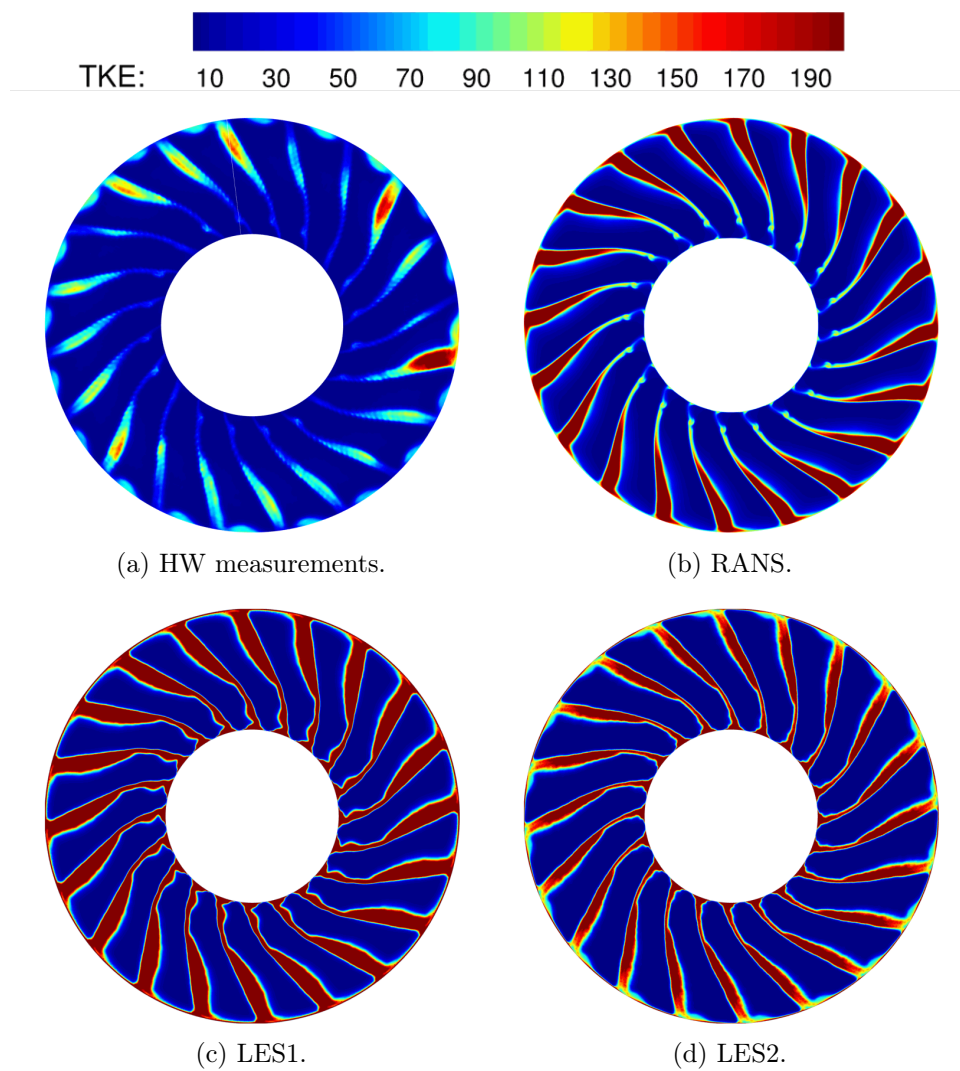 TKE: 10 30 50 70 90 110 130 150 170 190
(a) HW measurements.
(b) RANS.
(c) LES1.
(d) LES2.